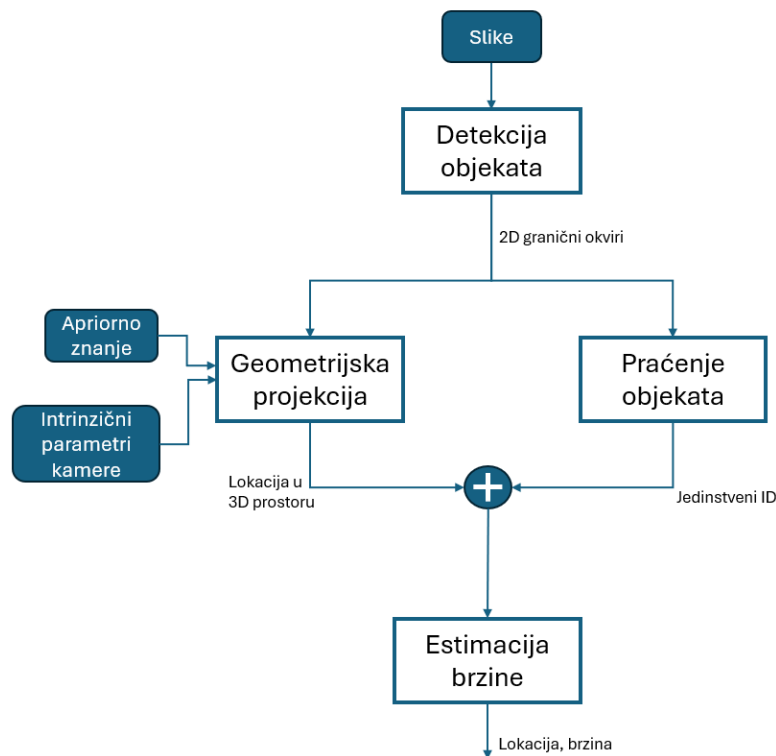 Slike
Detekcija
objekata
2D granični okviri
Apriorno
znanje
Geometrijska
projekcija
Praćenje
objekata
Intrinzični
parametri
kamere
Lokacija u
3D prostoru
Jedinstveni ID
Estimacija
brzine
Lokacija, brzina